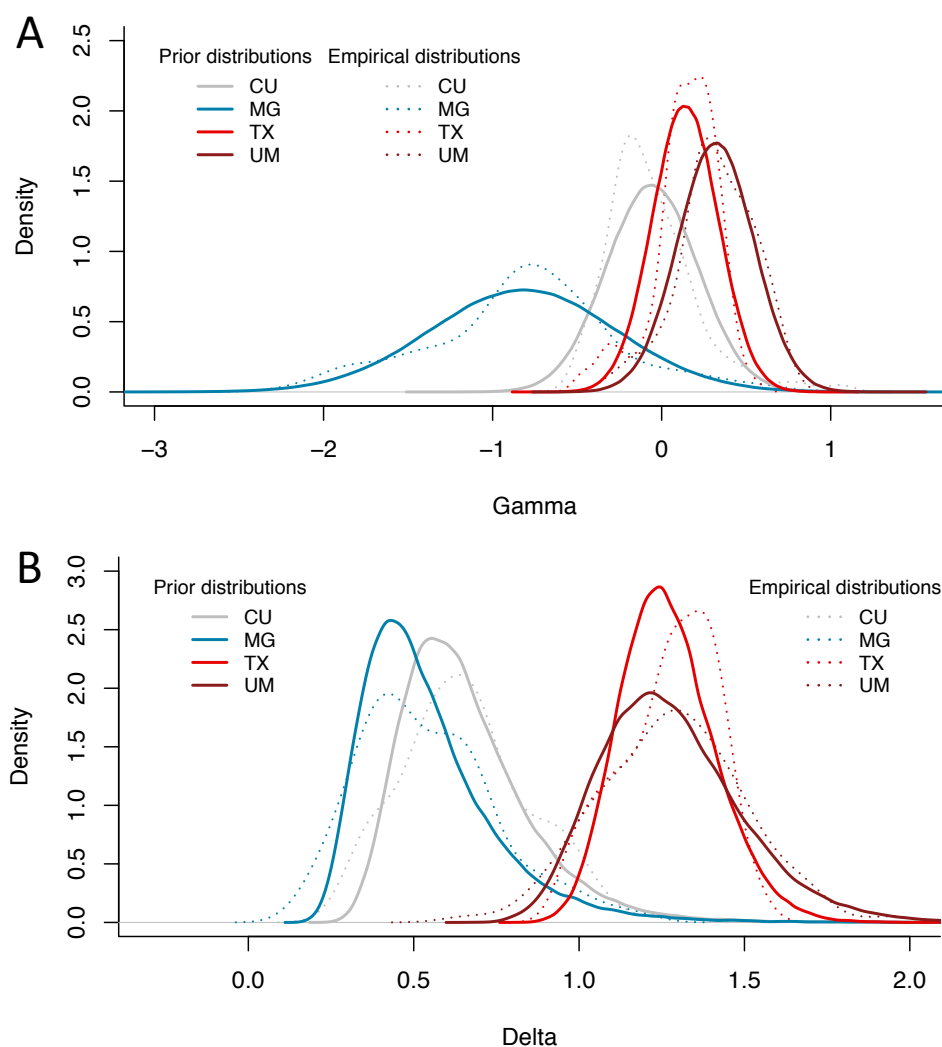 A
Prior distributions Empirical distributions
CU CU
MG MG
TX TX
UM UM
Density
0.0 0.5 1.0 1.5 2.0 2.5
−3 −2 −1 0 1
Gamma
B
Prior distributions Empirical distributions
CU CU
MG MG
TX TX
UM UM
Density
0.0 0.5 1.0 1.5 2.0 2.5 3.0
0.0 0.5 1.0 1.5 2.0
Delta